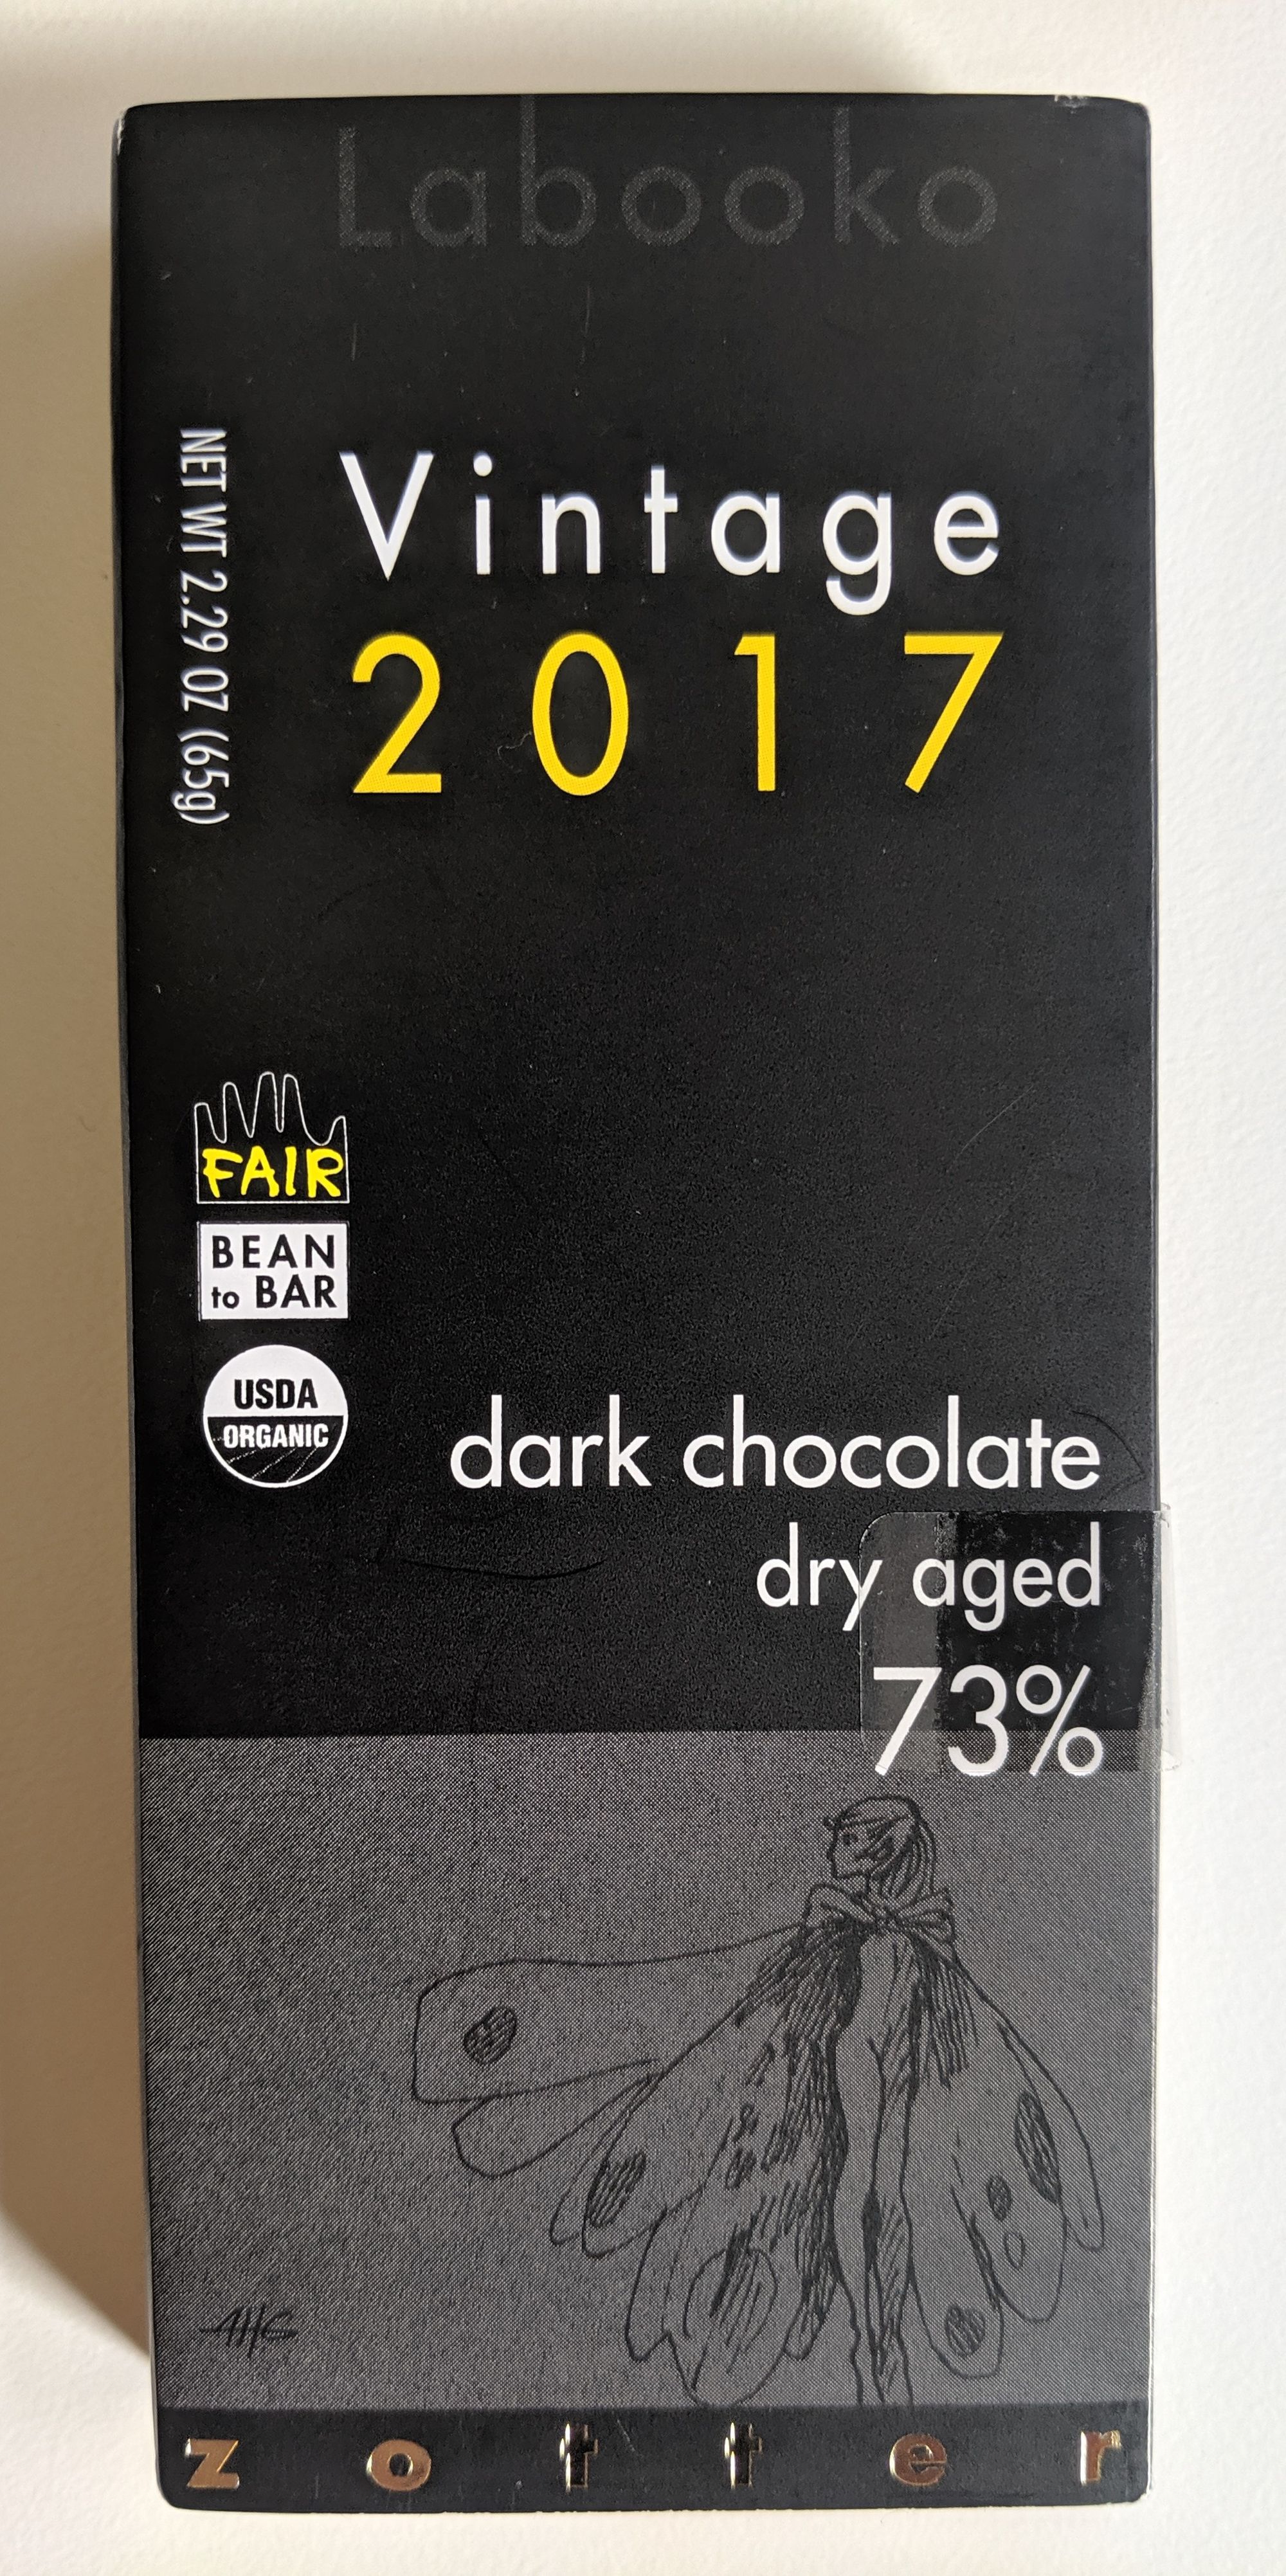 Labooko
Vintage
2017
NET WT 2.29 OZ (65g)
FAIR
BEAN
to BAR
USDA
ORGANIC
dark chocolate
dry aged
73%
zotter